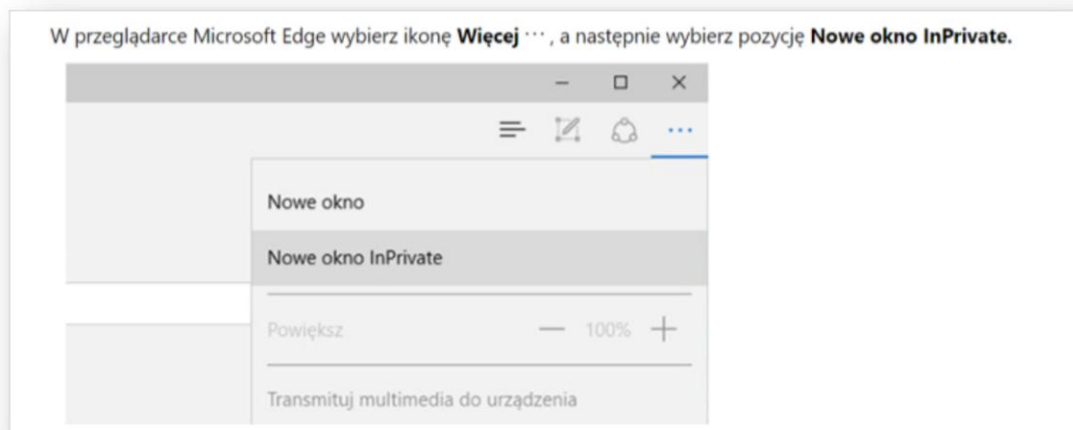 W przeglądarce Microsoft Edge wybierz ikonę Więcej ··· , a następnie wybierz pozycję Nowe okno InPrivate.
Nowe okno
Nowe okno InPrivate
Powiększ — 100% +
Transmituj multimedia do urządzenia